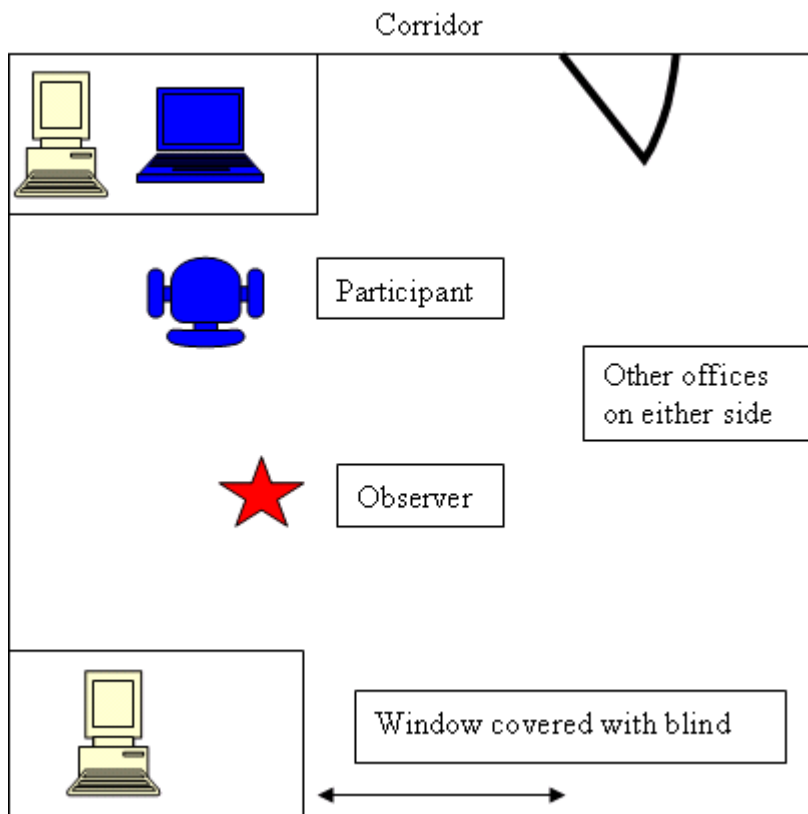 Corridor
Participant
Other offices
on either side
Observer
Window covered with blind